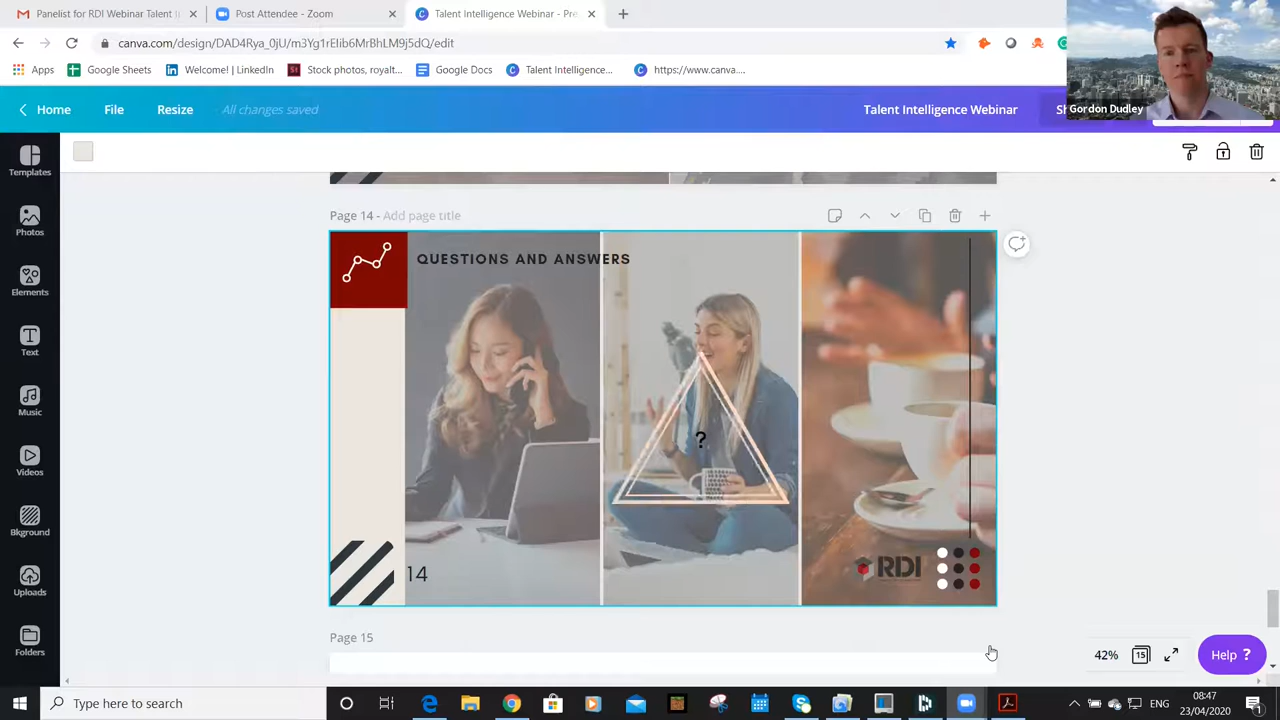 Panelist for RDI Webinar Talent I
Post Attendee - Zoom
Talent Intelligence Webinar - Pre
canva.com/design/DAD4Rya_0jU/m3Yg1rEIib6MrBhLM9j5dQ/edit
Apps
Google Sheets
Welcome! | LinkedIn
Stock photos, royalt...
Google Docs
Talent Intelligence...
https://www.canva....
Gordon Dudley
Home
File
Resize
All changes saved
Talent Intelligence Webinar
Sh
Templates
Photos
Elements
Text
Music
Videos
Bkground
Uploads
Folders
Page 14 - Add page title
QUESTIONS AND ANSWERS
?
14
RDI
Page 15
42%
15
Help ?
Type here to search
ENG
08:47
23/04/2020
1